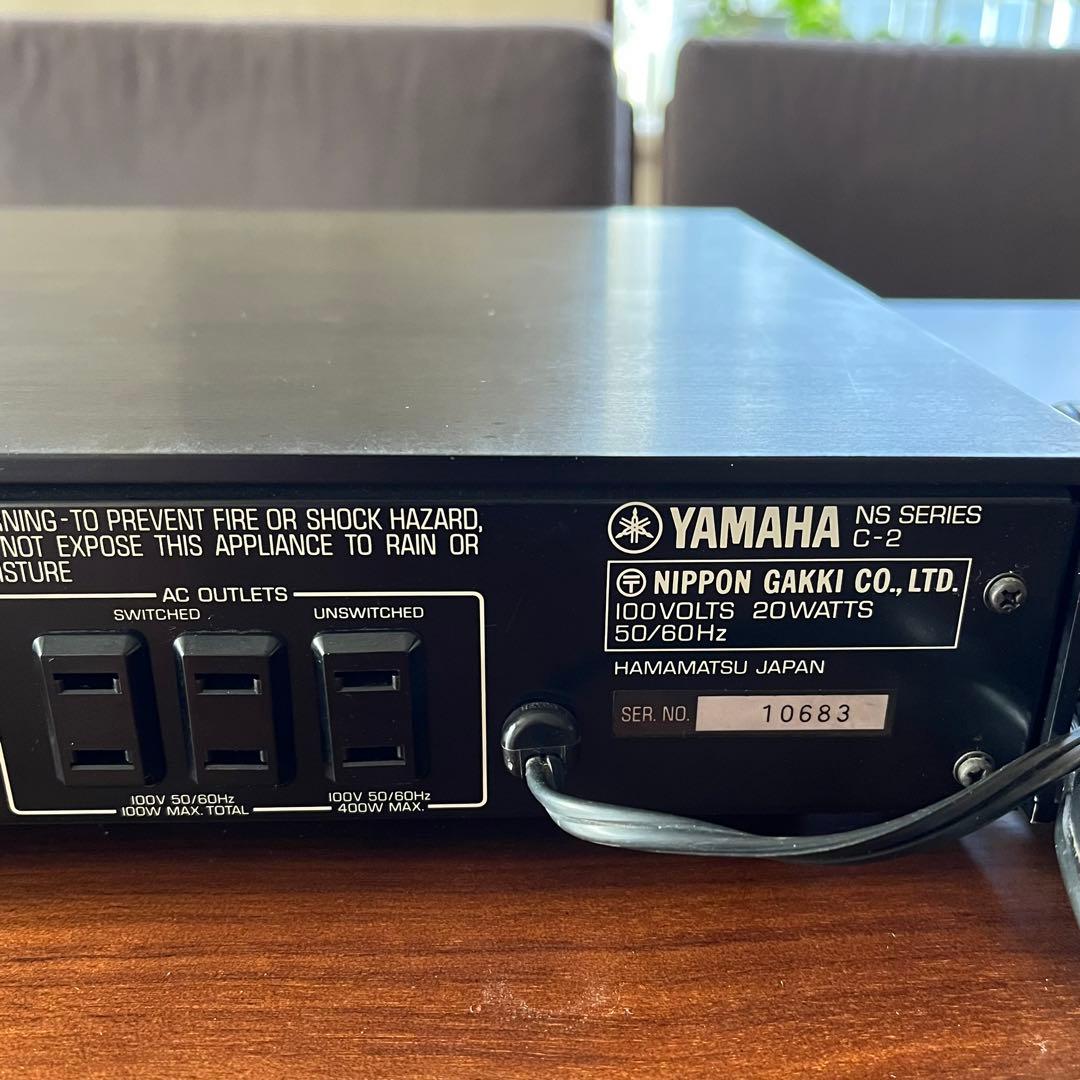 NING-TO PREVENT FIRE OR SHOCK HAZARD,
NOT EXPOSE THIS APPLIANCE TO RAIN OR
ISTURE
AC OUTLETS
SWITCHED
UNSWITCHED
100V 50/60Hz
100W MAX. TOTAL
100V 50/60Hz
400W MAX.
YAMAHA NS SERIES
C-2
NIPPON GAKKI CO., LTD.
100VOLTS 20WATTS
50/60Hz
HAMAMATSU JAPAN
SER. NO. 10683